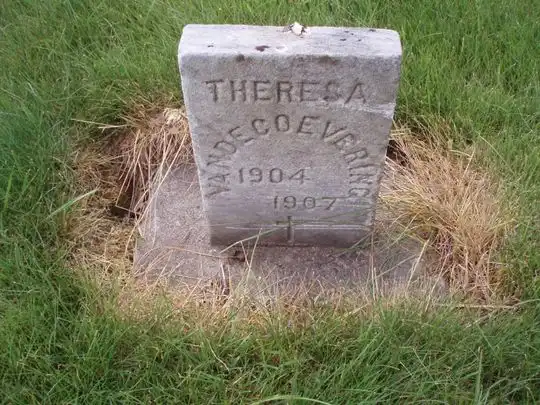 THERESA
VANDECOEVERING
1904
1907